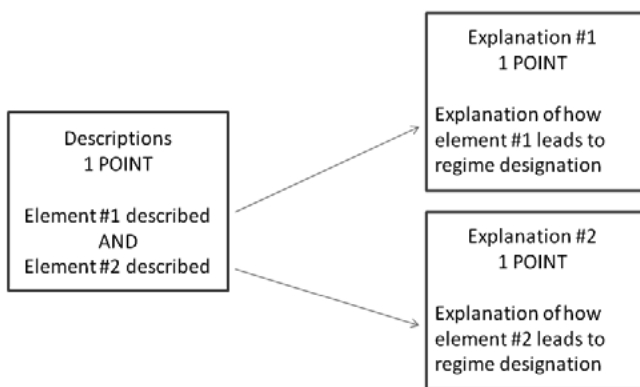 Descriptions
1 POINT
Element #1 described
AND
Element #2 described
Explanation #1
1 POINT
Explanation of how
element #1 leads to
regime designation
Explanation #2
1 POINT
Explanation of how
element #2 leads to
regime designation